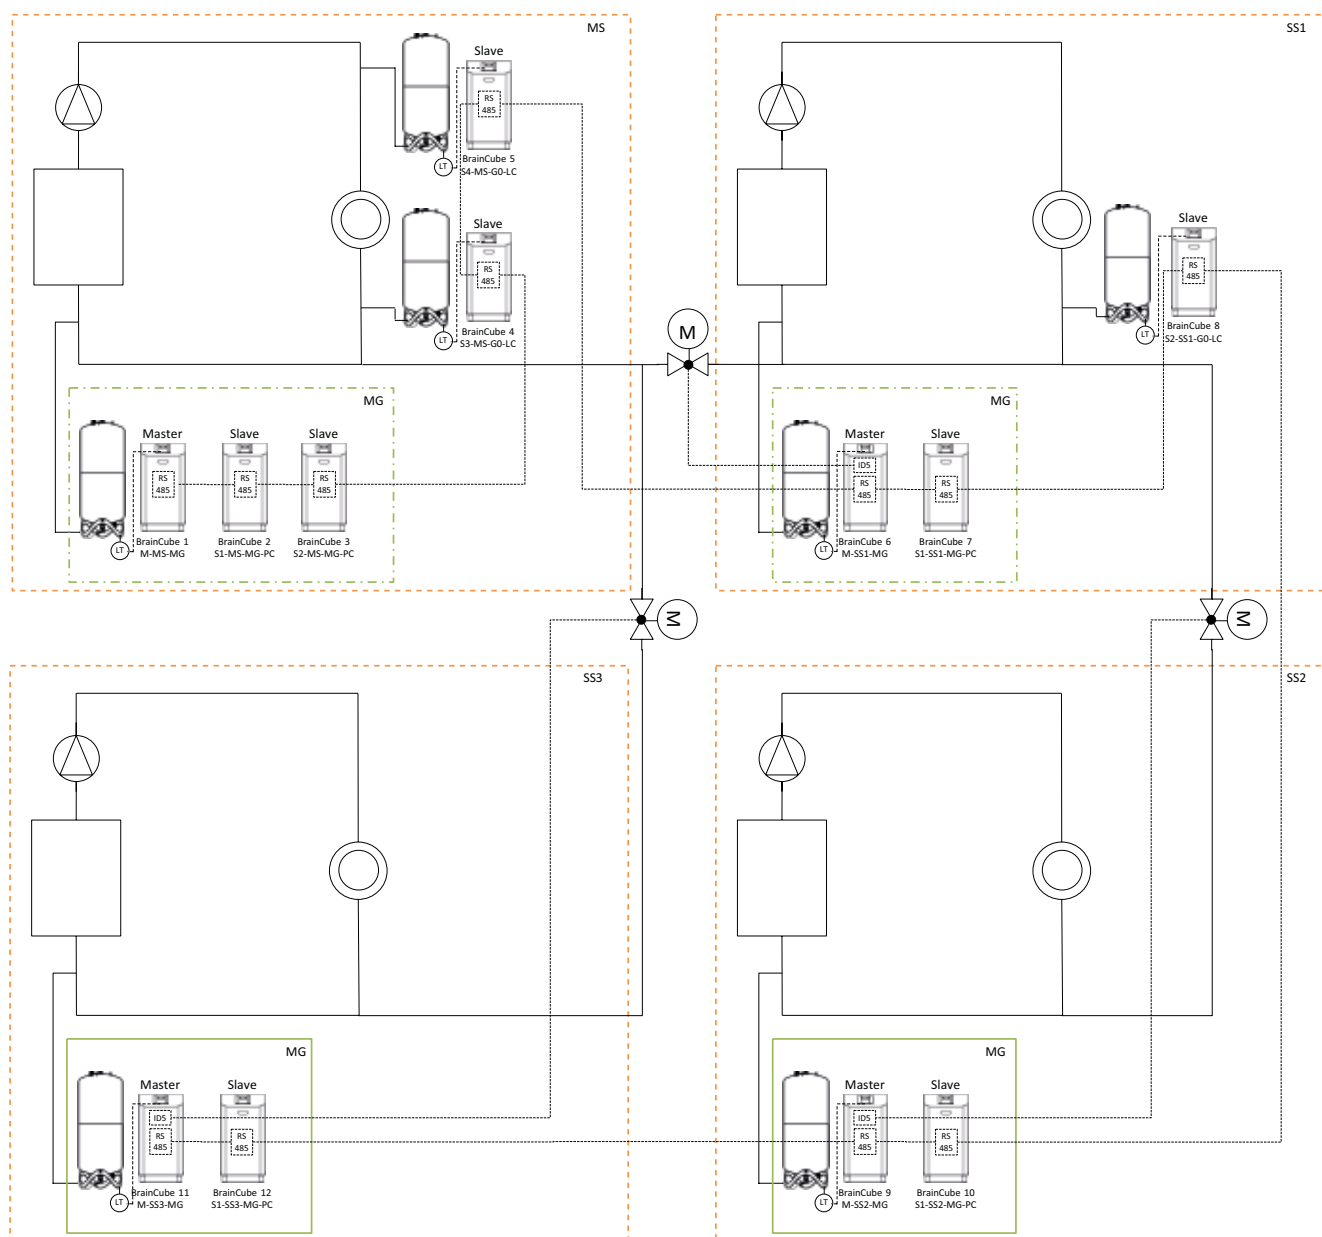 MS
Slave
RS
485
BrainCube 5
LT
S4-MS-G0-LC
Slave
RS
485
BrainCube 4
LT
S3-MS-G0-LC
MG
Master
Slave
Slave
RS
485
RS
485
RS
485
BrainCube 1
BrainCube 2
BrainCube 3
LT
M-MS-MG
S1-MS-MG-PC
S2-MS-MG-PC
M
SS1
Slave
RS
485
BrainCube 8
LT
S2-SS1-G0-LC
MG
Master
Slave
ID5
RS
485
RS
485
BrainCube 6
BrainCube 7
LT
M-SS1-MG
S1-SS1-MG-PC
M
M
SS3
MG
Master
Slave
ID5
RS
485
RS
485
BrainCube 11
BrainCube 12
LT
M-SS3-MG
S1-SS3-MG-PC
SS2
MG
Master
Slave
ID5
RS
485
RS
485
BrainCube 9
BrainCube 10
LT
M-SS2-MG
S1-SS2-MG-PC